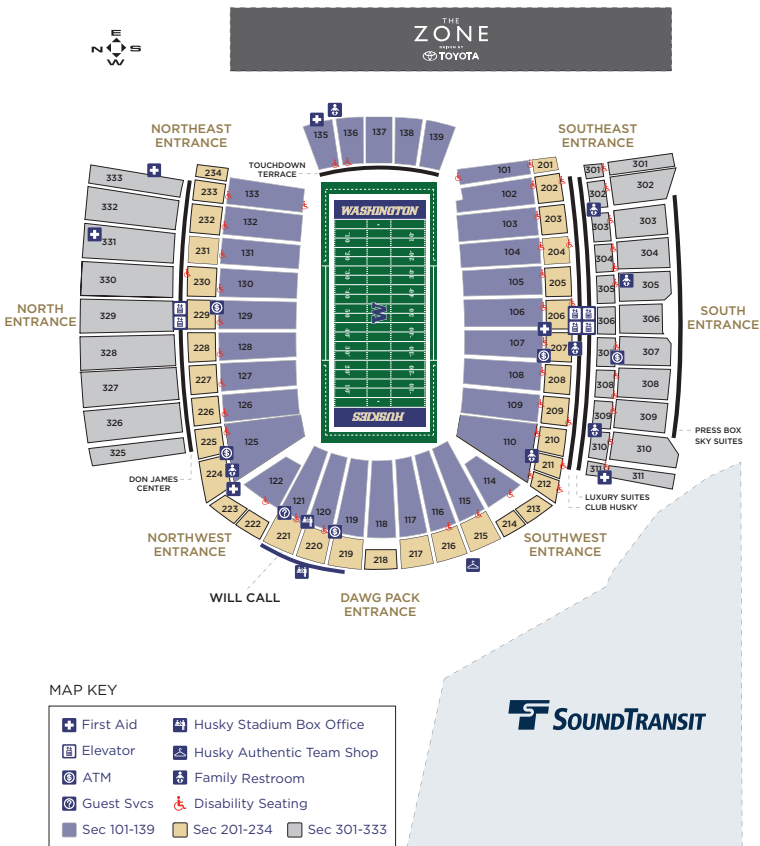 THE
ZONE
DRIVEN BY
TOYOTA
E
N S
W
NORTHEAST
ENTRANCE
SOUTHEAST
ENTRANCE
TOUCHDOWN
TERRACE
135 136 137 138 139
333
332
331
330
329
328
327
326
325
234
233
232
231
230
229
228
227
226
225
224
223
222
221
220
219
218
217
216
215
214
213
212
211
210
209
208
207
206
205
204
203
202
201
133
132
131
130
129
128
127
126
125
122
121
120
119
118
117
116
115
114
110
109
108
107
106
105
104
103
102
101
301 301
302 302
303 303
304 304
305 305
306 306
307
308 308
309 309
310 310
311 311
WASHINGTON
W
HUSKIES
NORTH
ENTRANCE
SOUTH
ENTRANCE
PRESS BOX
SKY SUITES
DON JAMES
CENTER
LUXURY SUITES
CLUB HUSKY
NORTHWEST
ENTRANCE
SOUTHWEST
ENTRANCE
WILL CALL
DAWG PACK
ENTRANCE
MAP KEY
First Aid
Husky Stadium Box Office
Elevator
Husky Authentic Team Shop
ATM
Family Restroom
Guest Svcs
Disability Seating
Sec 101-139
Sec 201-234
Sec 301-333
SOUNDTRANSIT